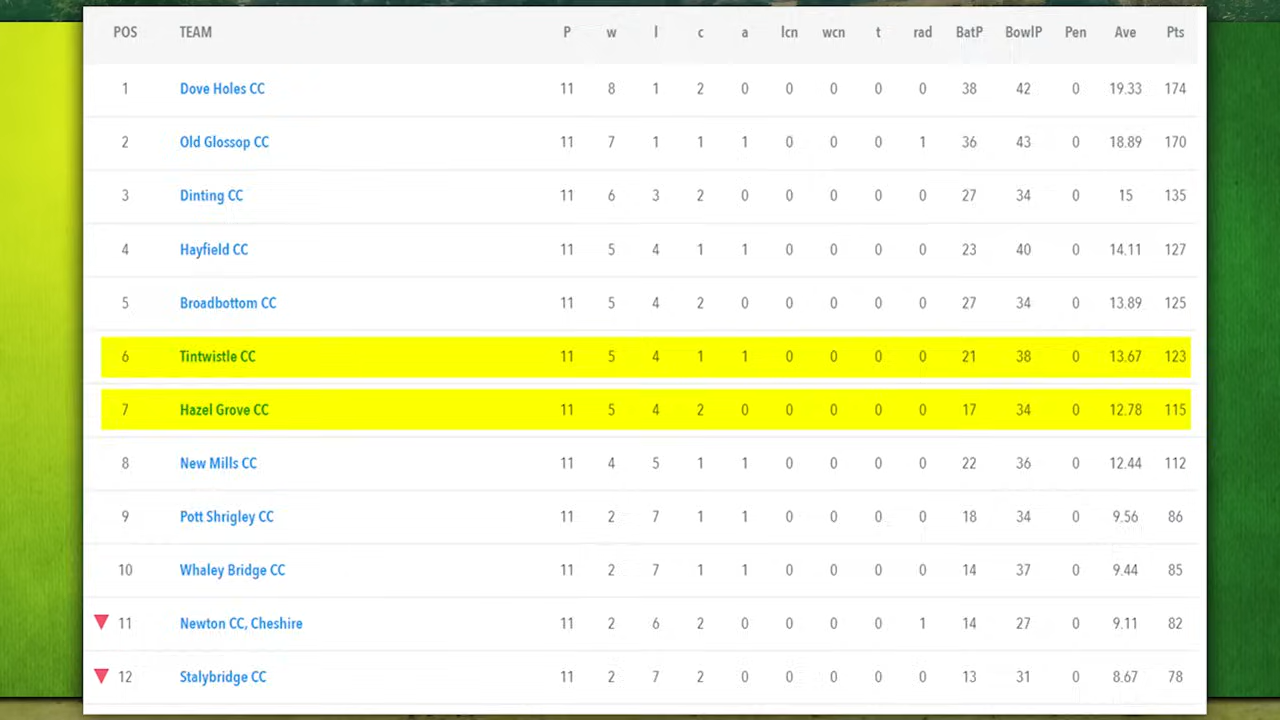 POS TEAM P w l c a lcn wcn t rad BatP BowlP Pen Ave Pts
1 Dove Holes CC 11 8 1 2 0 0 0 0 0 38 42 0 19.33 174
2 Old Glossop CC 11 7 1 1 1 0 0 0 1 36 43 0 18.89 170
3 Dinting CC 11 6 3 2 0 0 0 0 0 27 34 0 15 135
4 Hayfield CC 11 5 4 1 1 0 0 0 0 23 40 0 14.11 127
5 Broadbottom CC 11 5 4 2 0 0 0 0 0 27 34 0 13.89 125
6 Tintwistle CC 11 5 4 1 1 0 0 0 0 21 38 0 13.67 123
7 Hazel Grove CC 11 5 4 2 0 0 0 0 0 17 34 0 12.78 115
8 New Mills CC 11 4 5 1 1 0 0 0 0 22 36 0 12.44 112
9 Pott Shrigley CC 11 2 7 1 1 0 0 0 0 18 34 0 9.56 86
10 Whaley Bridge CC 11 2 7 1 1 0 0 0 0 14 37 0 9.44 85
11 Newton CC, Cheshire 11 2 6 2 0 0 0 0 1 14 27 0 9.11 82
12 Stalybridge CC 11 2 7 2 0 0 0 0 0 13 31 0 8.67 78